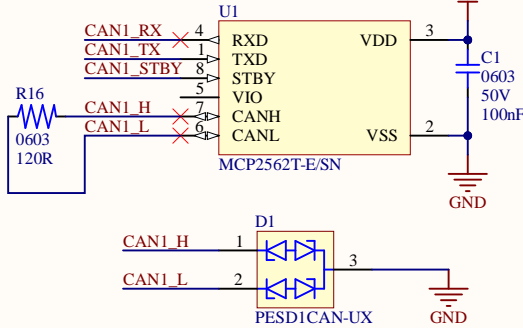 U1
CAN1_RX 4 RXD VDD 3
CAN1_TX 1 TXD
CAN1_STBY 8 STBY
5 VIO
CAN1_H 7 CANH
CAN1_L 6 CANL VSS 2
MCP2562T-E/SN
R16
0603
120R
C1
0603
50V
100nF
GND
D1
CAN1_H 1
CAN1_L 2
3
PESD1CAN-UX
GND